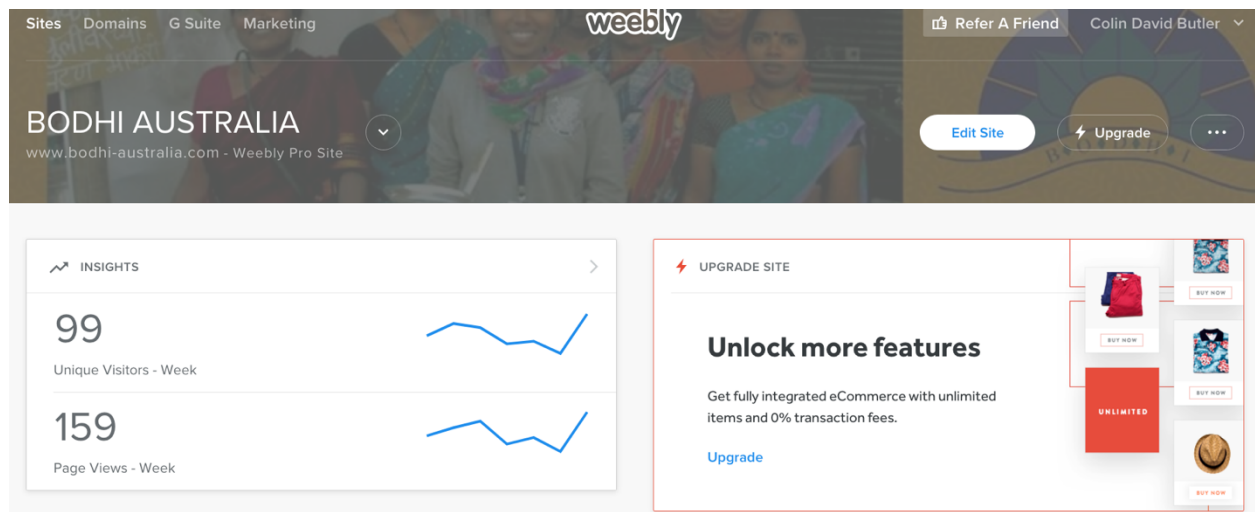 Sites Domains G Suite Marketing weebly Refer A Friend Colin David Butler
BODHI AUSTRALIA
www.bodhi-australia.com - Weebly Pro Site
Edit Site Upgrade
INSIGHTS
99
Unique Visitors - Week
159
Page Views - Week
UPGRADE SITE
Unlock more features
Get fully integrated eCommerce with unlimited
items and 0% transaction fees.
Upgrade
BUY NOW
BUY NOW
UNLIMITED
BUY NOW
BUY NOW